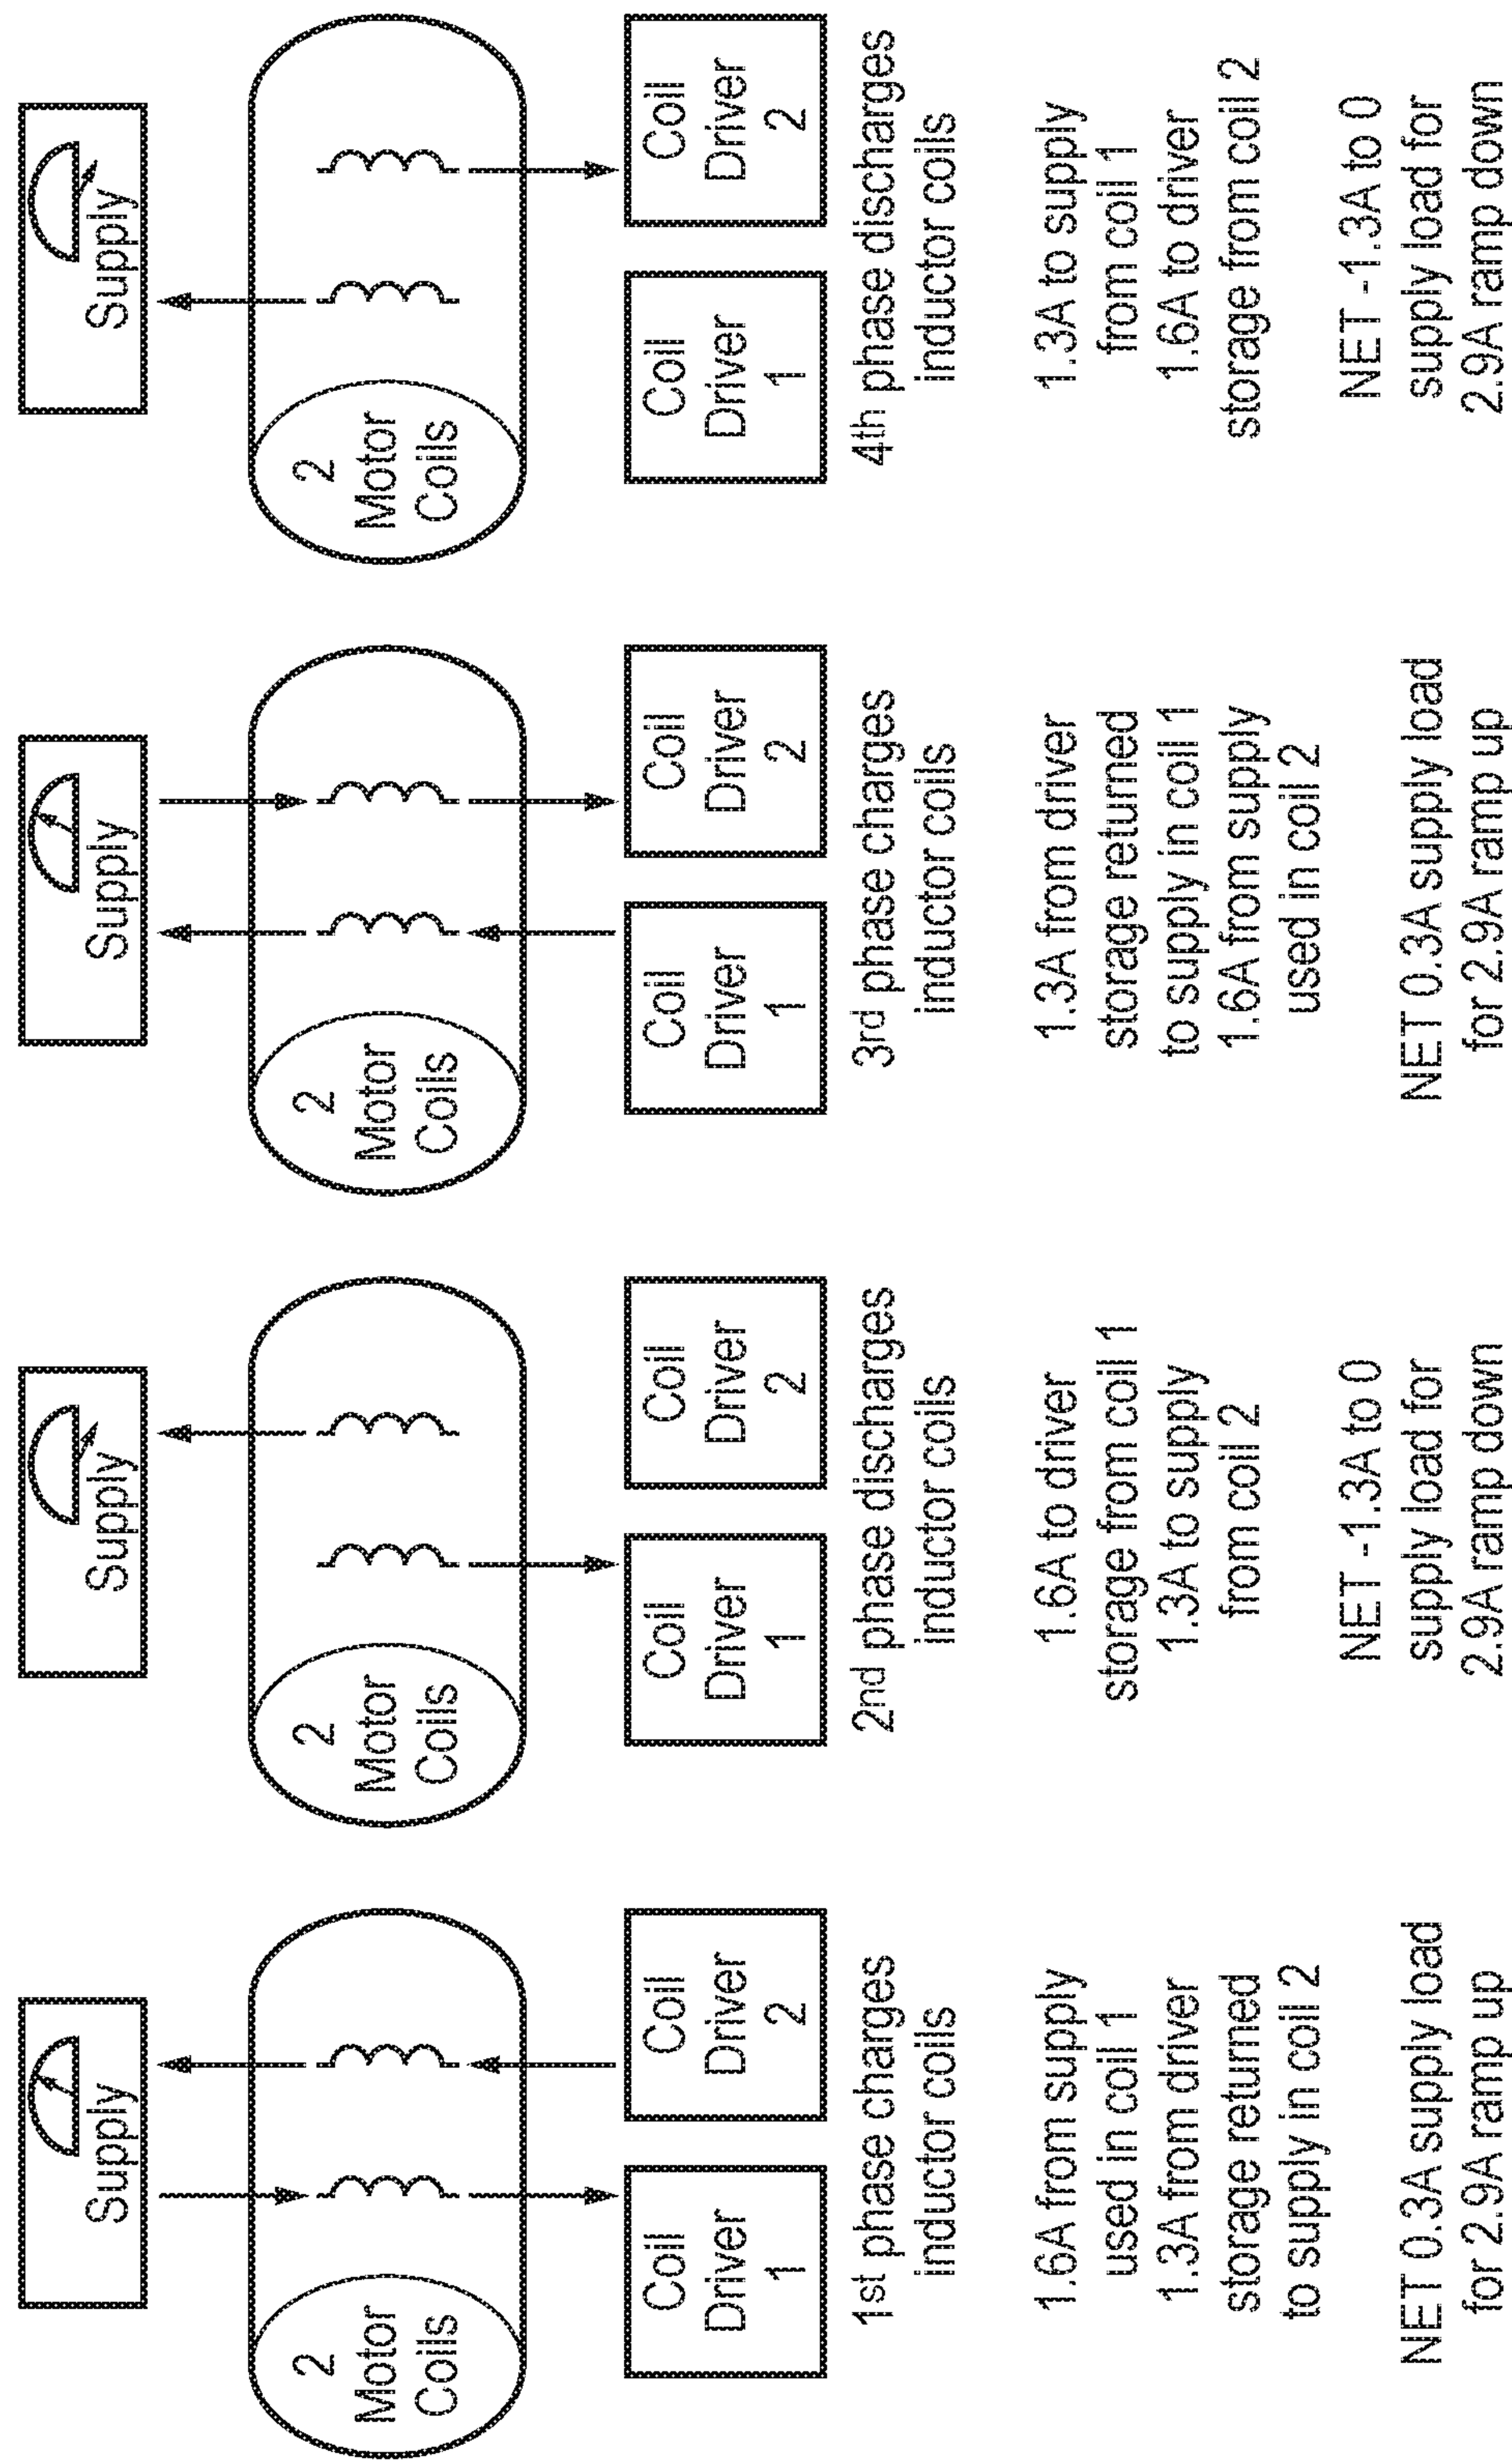 Supply
2
Motor
Coils
Coil
Driver
1
Coil
Driver
2
1st phase charges
inductor coils
1.6A from supply
used in coil 1
1.3A from driver
storage returned
to supply in coil 2
NET 0.3A supply load
for 2.9A ramp up
Supply
2
Motor
Coils
Coil
Driver
1
Coil
Driver
2
2nd phase discharges
inductor coils
1.6A to driver
storage from coil 1
1.3A to supply
from coil 2
NET -1.3A to 0
supply load for
2.9A ramp down
Supply
2
Motor
Coils
Coil
Driver
1
Coil
Driver
2
3rd phase charges
inductor coils
1.3A from driver
storage returned
to supply in coil 1
1.6A from supply
used in coil 2
NET 0.3A supply load
for 2.9A ramp up
Supply
2
Motor
Coils
Coil
Driver
1
Coil
Driver
2
4th phase discharges
inductor coils
1.3A to supply
from coil 1
1.6A to driver
storage from coil 2
NET -1.3A to 0
supply load for
2.9A ramp down